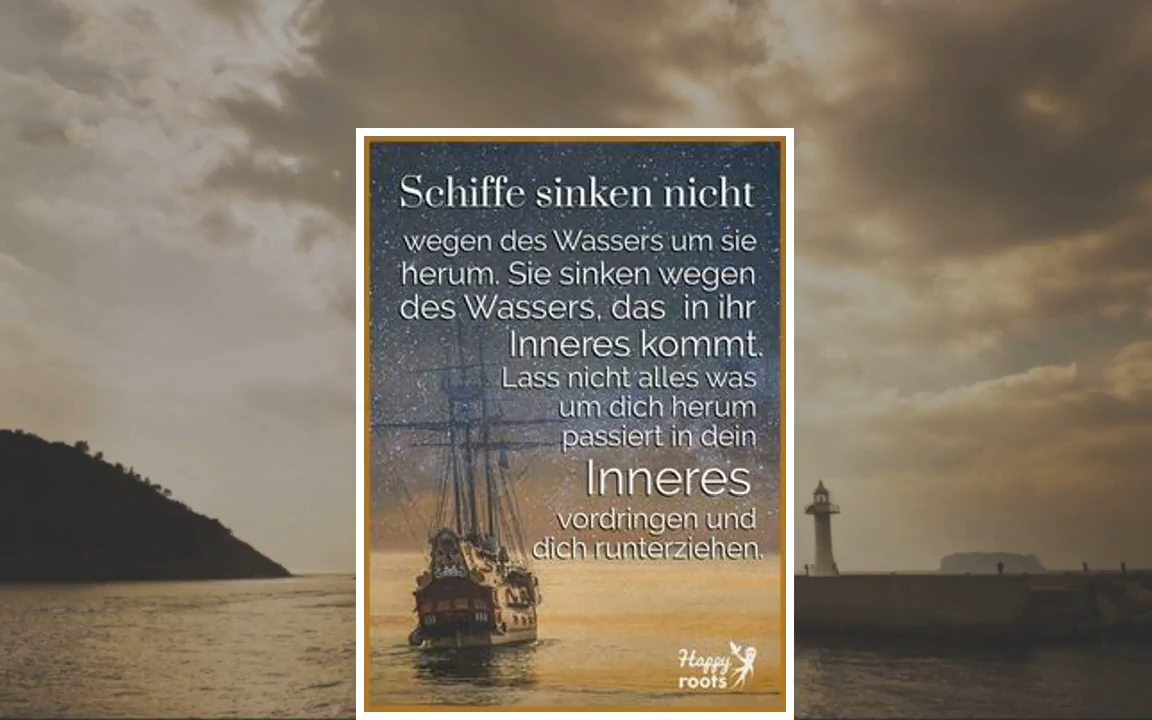 Schiffe sinken nicht
wegen des Wassers um sie
herum. Sie sinken wegen
des Wassers, das in ihr
Inneres kommt.
Lass nicht alles was
um dich herum
passiert in dein
Inneres
vordringen und
dich runterziehen.
Happy
roots